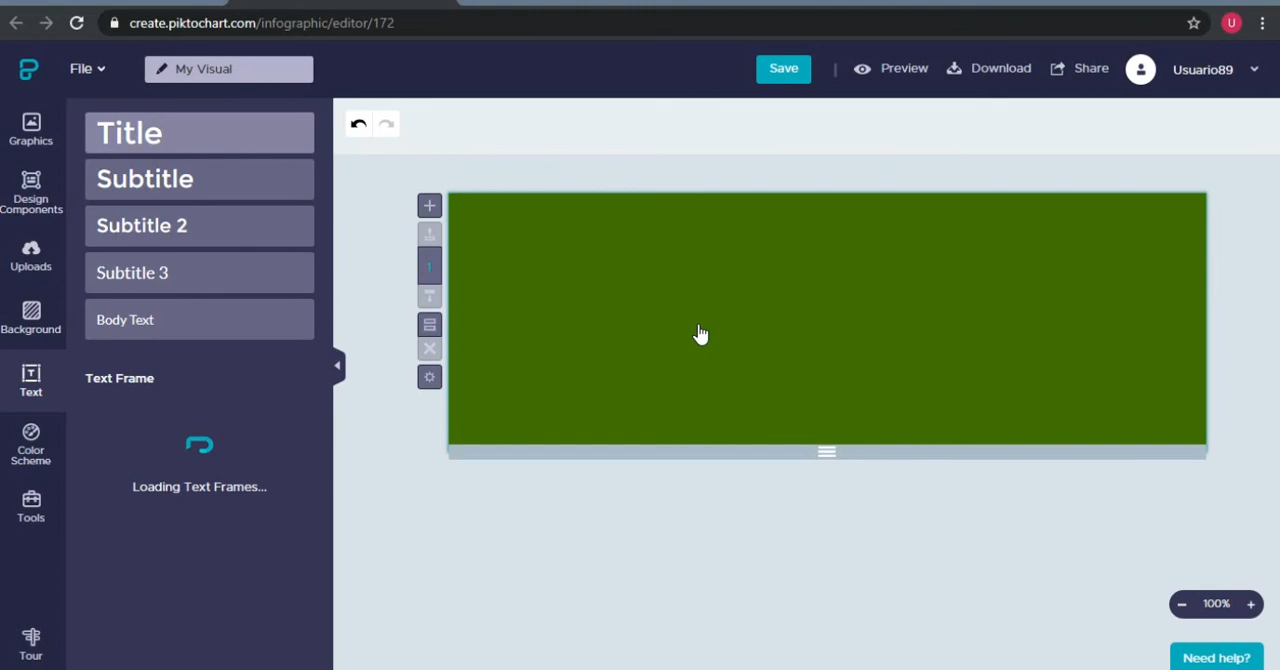 create.piktochart.com/infographic/editor/172
U
File
My Visual
Save
Preview
Download
Share
Usuario89
Graphics
Design
Components
Uploads
Background
Text
Color
Scheme
Tools
Tour
Title
Subtitle
Subtitle 2
Subtitle 3
Body Text
Text Frame
Loading Text Frames...
1
100%
Need help?